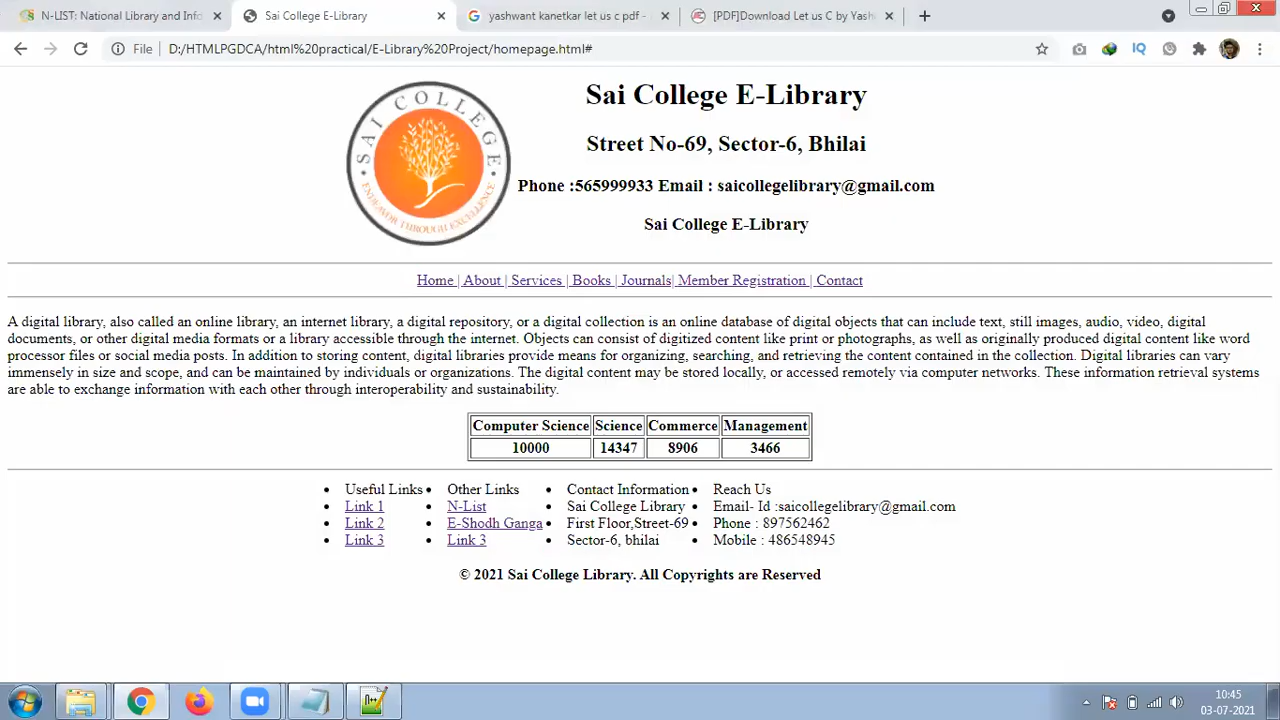 N-LIST: National Library and Info
Sai College E-Library
yashwant kanetkar let us c pdf -
[PDF]Download Let us C by Yash
File
D:/HTMLPGDCA/html%20practical/E-Library%20Project/homepage.html#
IQ
SAI COLLEGE
ENDEAVOR THROUGH EXCELLENCE
Sai College E-Library
Street No-69, Sector-6, Bhilai
Phone :565999933 Email : saicollegelibrary@gmail.com
Sai College E-Library
Home | About | Services | Books | Journals| Member Registration | Contact
A digital library, also called an online library, an internet library, a digital repository, or a digital collection is an online database of digital objects that can include text, still images, audio, video, digital
documents, or other digital media formats or a library accessible through the internet. Objects can consist of digitized content like print or photographs, as well as originally produced digital content like word
processor files or social media posts. In addition to storing content, digital libraries provide means for organizing, searching, and retrieving the content contained in the collection. Digital libraries can vary
immensely in size and scope, and can be maintained by individuals or organizations. The digital content may be stored locally, or accessed remotely via computer networks. These information retrieval systems
are able to exchange information with each other through interoperability and sustainability.
Computer Science Science Commerce Management
10000 14347 8906 3466
• Useful Links • Other Links • Contact Information • Reach Us
• Link 1 • N-List • Sai College Library • Email- Id :saicollegelibrary@gmail.com
• Link 2 • E-Shodh Ganga • First Floor,Street-69 • Phone : 897562462
• Link 3 • Link 3 • Sector-6, bhilai • Mobile : 486548945
© 2021 Sai College Library. All Copyrights are Reserved
10:45
03-07-2021